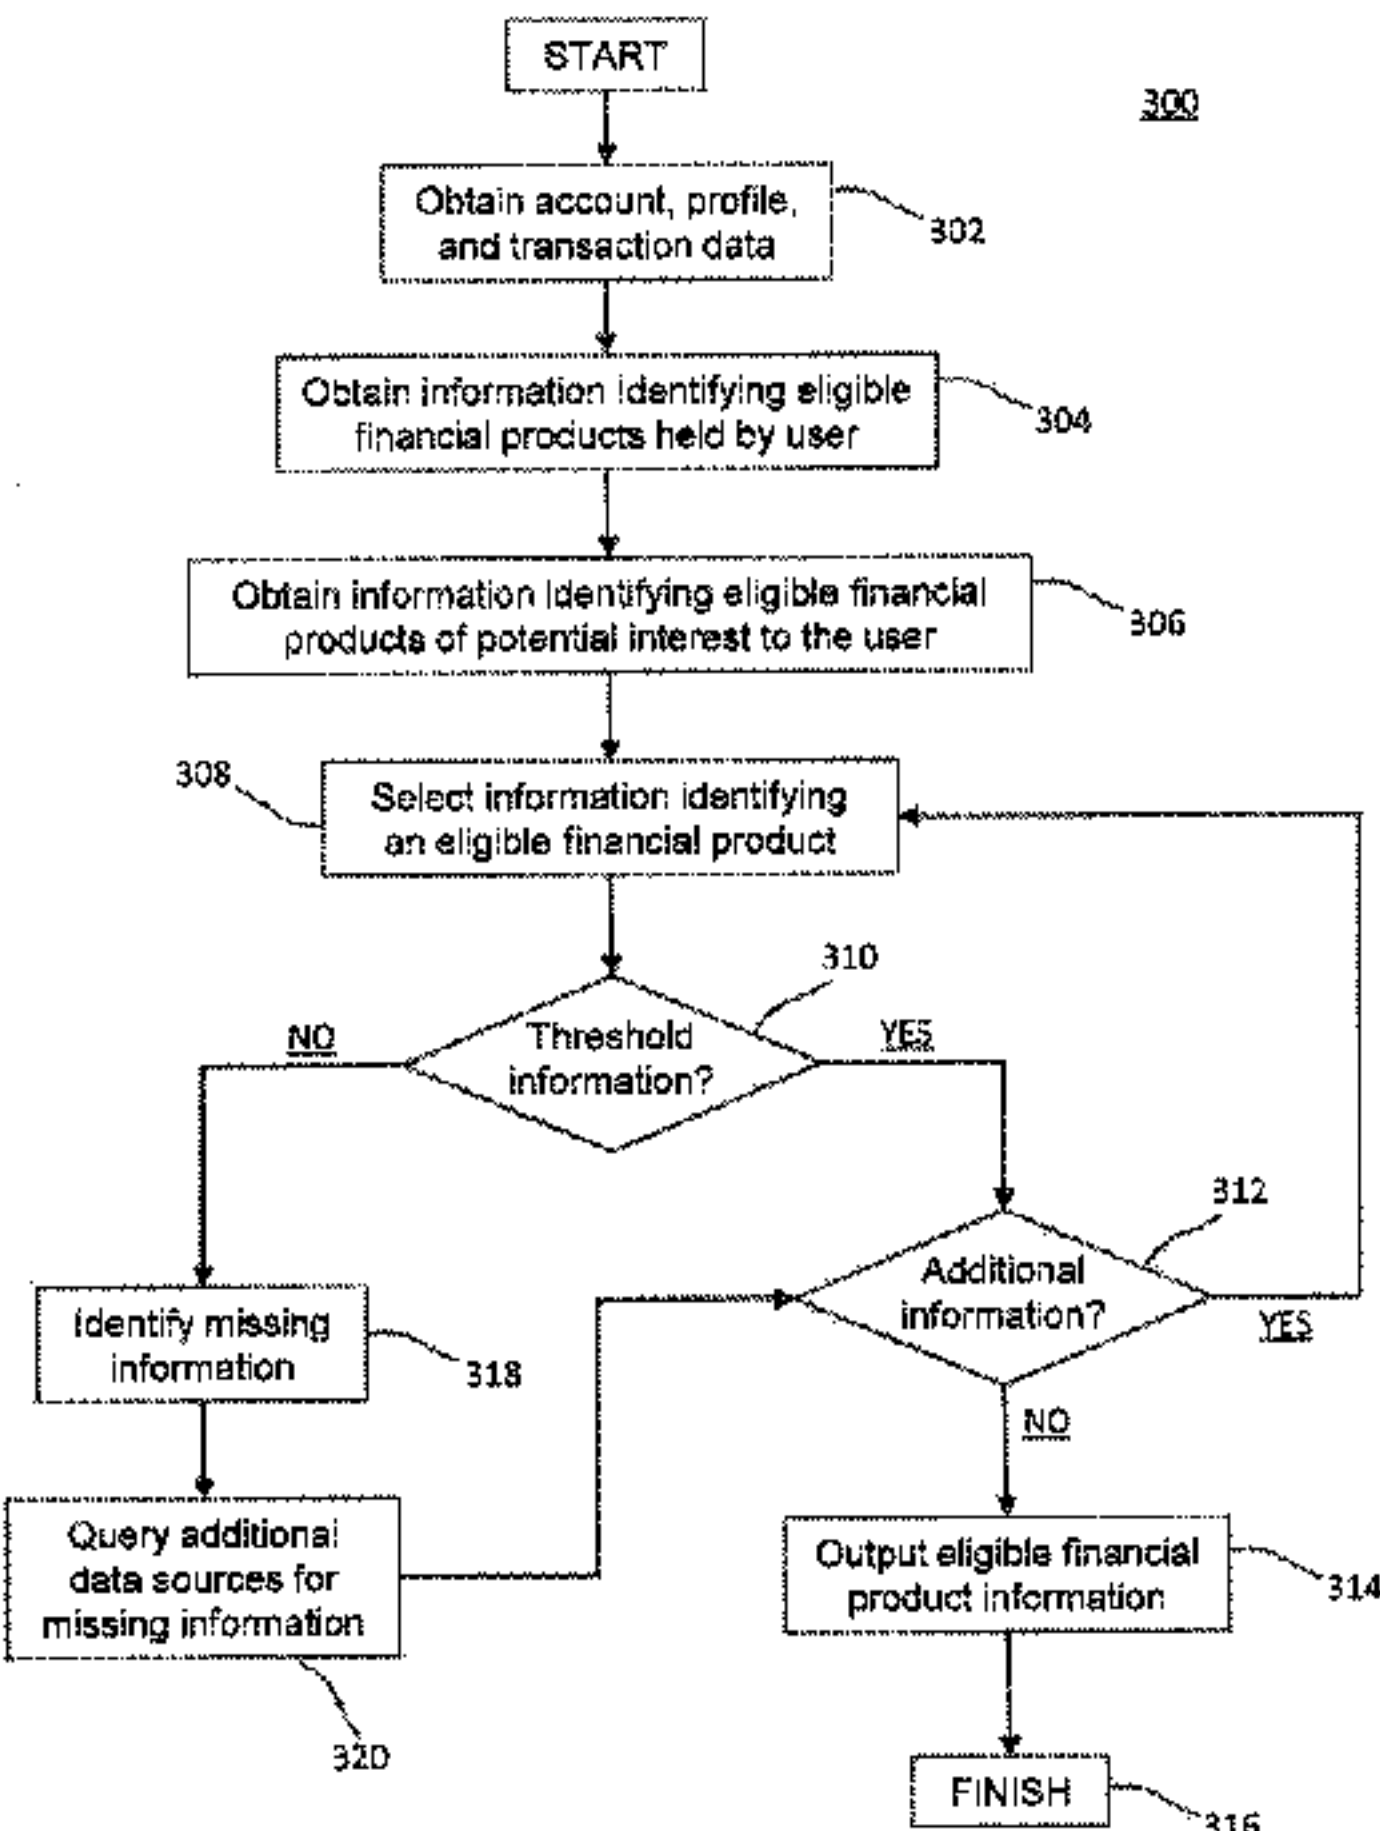 START
300
Obtain account, profile,
and transaction data
302
Obtain information identifying eligible
financial products held by user
304
Obtain information identifying eligible financial
products of potential interest to the user
306
308
Select information identifying
an eligible financial product
310
NO
Threshold
information?
YES
312
Additional
information?
YES
Identify missing
information
318
NO
Query additional
data sources for
missing information
Output eligible financial
product information
314
320
FINISH
316